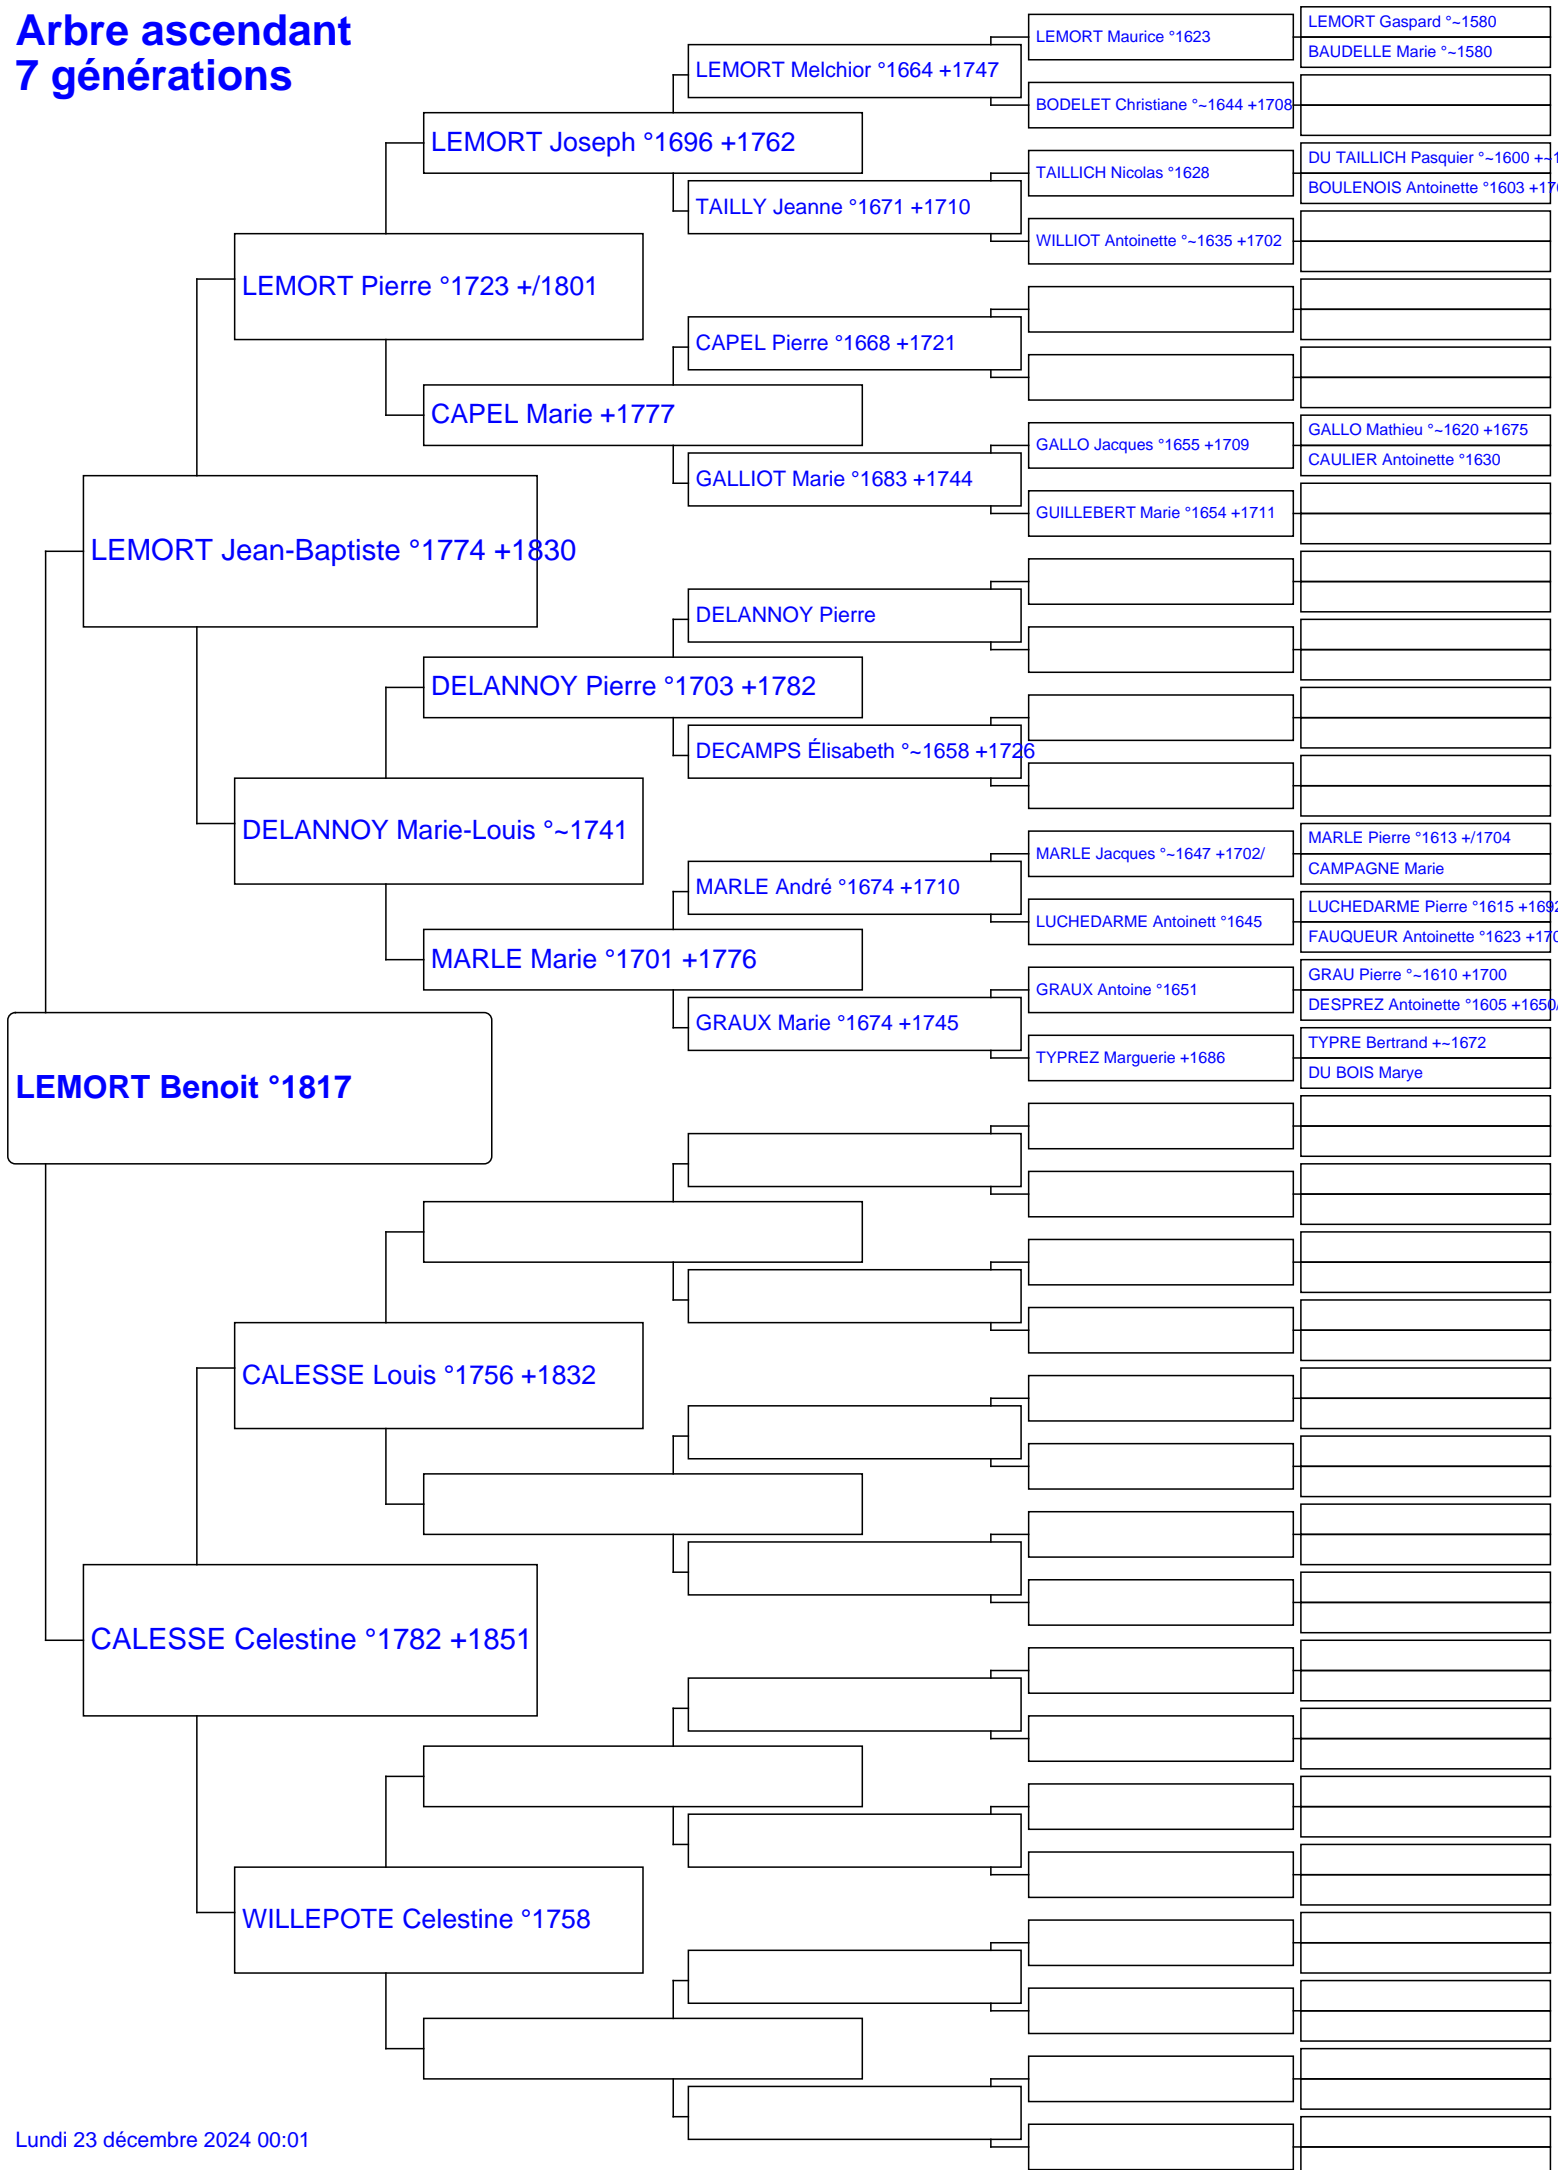 Arbre ascendant
7 générations
LEMORT Gaspard °~1580
LEMORT Maurice °1623
BAUDELLE Marie °~1580
LEMORT Melchior °1664 +1747
BODELET Christiane °~1644 +1708
LEMORT Joseph °1696 +1762
DU TAILLICH Pasquier °~1600 +~1
TAILLICH Nicolas °1628
BOULENOIS Antoinette °1603 +17
TAILLY Jeanne °1671 +1710
WILLIOT Antoinette °~1635 +1702
LEMORT Pierre °1723 +/1801
CAPEL Pierre °1668 +1721
CAPEL Marie +1777
GALLO Mathieu °~1620 +1675
GALLO Jacques °1655 +1709
CAULIER Antoinette °1630
GALLIOT Marie °1683 +1744
GUILLEBERT Marie °1654 +1711
LEMORT Jean-Baptiste °1774 +1830
DELANNOY Pierre
DELANNOY Pierre °1703 +1782
DECAMPS Élisabeth °~1658 +1726
DELANNOY Marie-Louis °~1741
MARLE Pierre °1613 +/1704
MARLE Jacques °~1647 +1702/
CAMPAGNE Marie
MARLE André °1674 +1710
LUCHEDARME Pierre °1615 +1692
LUCHEDARME Antoinett °1645
FAUQUEUR Antoinette °1623 +170
MARLE Marie °1701 +1776
GRAU Pierre °~1610 +1700
GRAUX Antoine °1651
DESPREZ Antoinette °1605 +1650/
GRAUX Marie °1674 +1745
TYPRE Bertrand +~1672
TYPREZ Marguerie +1686
DU BOIS Marye
LEMORT Benoit °1817
CALESSE Louis °1756 +1832
CALESSE Celestine °1782 +1851
WILLEPOTE Celestine °1758
Lundi 23 décembre 2024 00:01